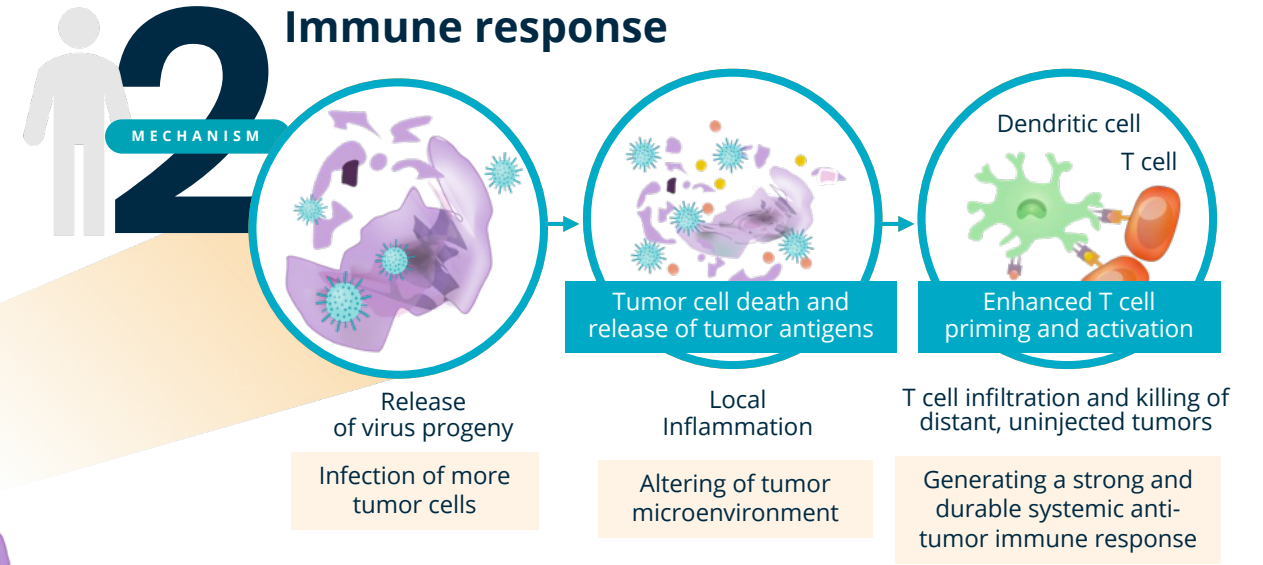 2
Immune response
MECHANISM
Dendritic cell
T cell
Tumor cell death and
release of tumor antigens
Enhanced T cell
priming and activation
Release
of virus progeny
Local
Inflammation
T cell infiltration and killing of
distant, uninjected tumors
Infection of more
tumor cells
Altering of tumor
microenvironment
Generating a strong and
durable systemic anti-
tumor immune response